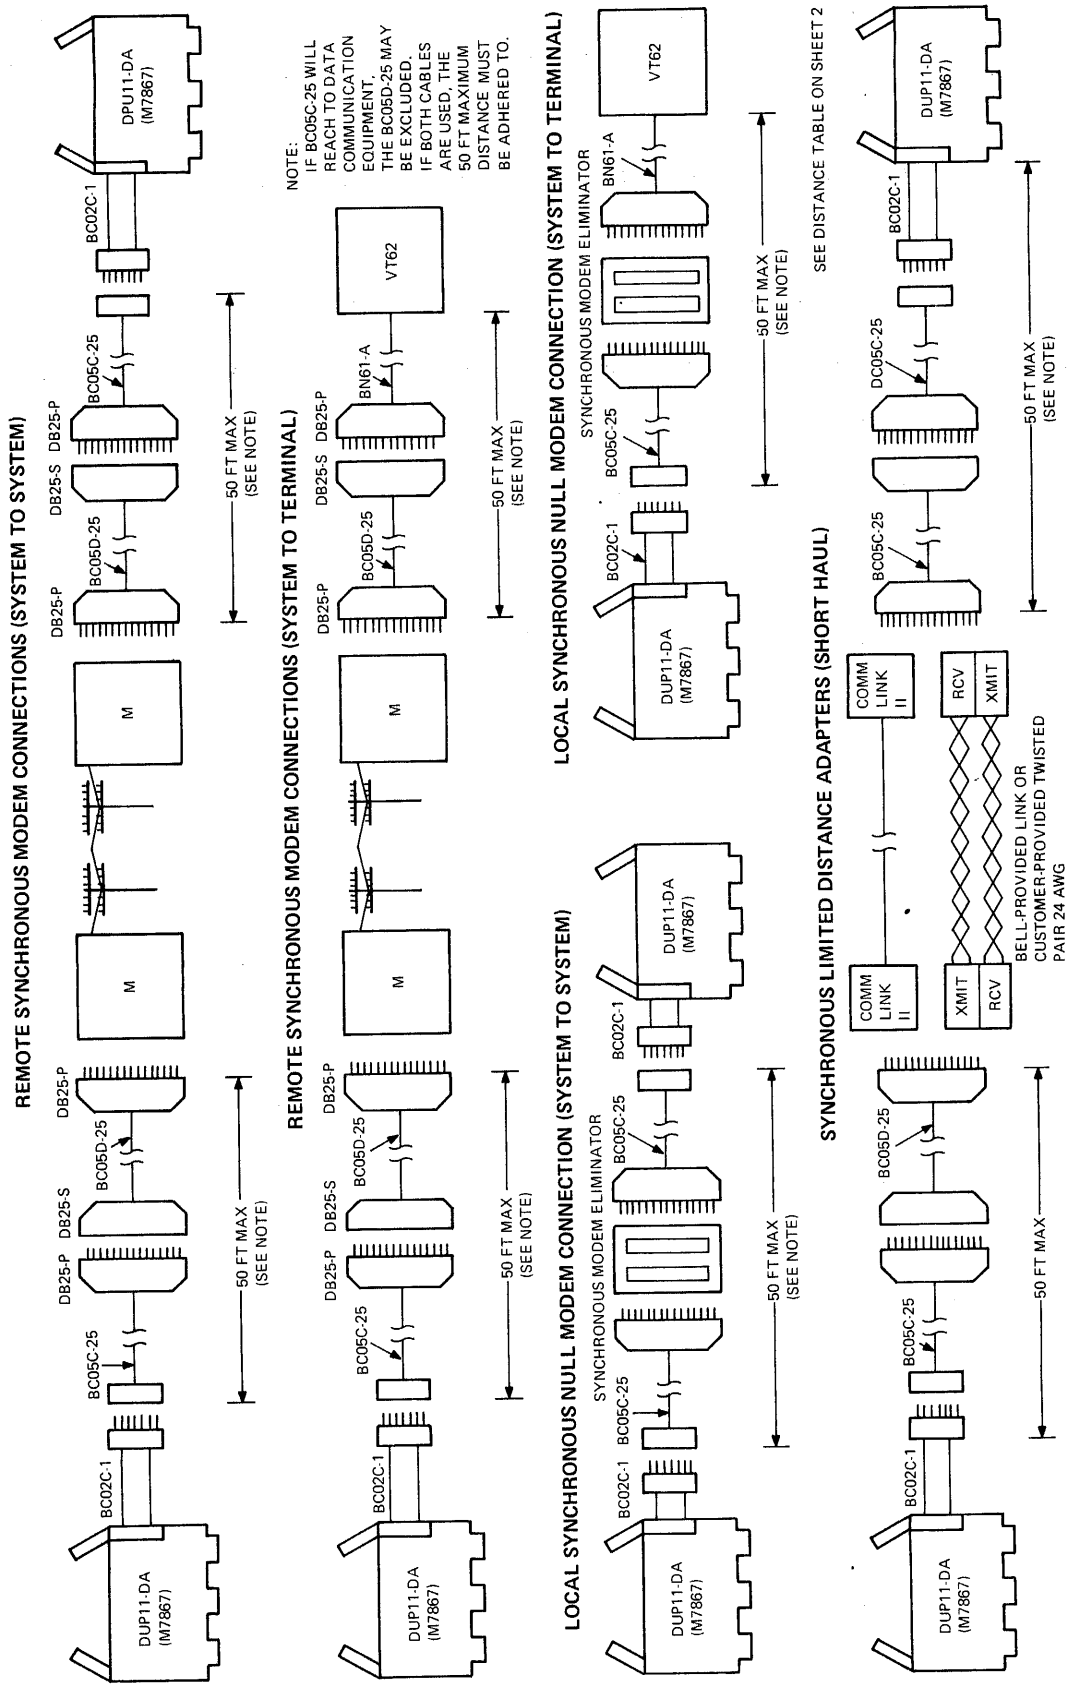 REMOTE SYNCHRONOUS MODEM CONNECTIONS (SYSTEM TO SYSTEM)
DUP11-DA
(M7867)
BC02C-1
BC05C-25
DB25-P
DB25-S
BC05D-25
DB25-P
50 FT MAX
(SEE NOTE)
M
M
DB25-P
BC05D-25
DB25-S
DB25-P
BC05C-25
50 FT MAX
(SEE NOTE)
BC02C-1
DPU11-DA
(M7867)
REMOTE SYNCHRONOUS MODEM CONNECTIONS (SYSTEM TO TERMINAL)
DUP11-DA
(M7867)
BC02C-1
BC05C-25
DB25-P
DB25-S
BC05D-25
DB25-P
50 FT MAX
(SEE NOTE)
M
M
DB25-P
BC05D-25
DB25-S
DB25-P
BN61-A
50 FT MAX
(SEE NOTE)
VT62
NOTE:
IF BC05C-25 WILL
REACH TO DATA
COMMUNICATION
EQUIPMENT,
THE BC05D-25 MAY
BE EXCLUDED.
IF BOTH CABLES
ARE USED, THE
50 FT MAXIMUM
DISTANCE MUST
BE ADHERED TO.
LOCAL SYNCHRONOUS NULL MODEM CONNECTION (SYSTEM TO SYSTEM)
SYNCHRONOUS MODEM ELIMINATOR
DUP11-DA
(M7867)
BC02C-1
BC05C-25
BC05C-25
BC02C-1
50 FT MAX
(SEE NOTE)
DUP11-DA
(M7867)
LOCAL SYNCHRONOUS NULL MODEM CONNECTION (SYSTEM TO TERMINAL)
SYNCHRONOUS MODEM ELIMINATOR
DUP11-DA
(M7867)
BC02C-1
BC05C-25
BN61-A
50 FT MAX
(SEE NOTE)
VT62
SYNCHRONOUS LIMITED DISTANCE ADAPTERS (SHORT HAUL)
SEE DISTANCE TABLE ON SHEET 2
DUP11-DA
(M7867)
BC02C-1
BC05C-25
BC05D-25
50 FT MAX
COMM
LINK
II
COMM
LINK
II
XMIT
RCV
RCV
XMIT
BELL-PROVIDED LINK OR
CUSTOMER-PROVIDED TWISTED
PAIR 24 AWG
BC05C-25
DC05C-25
BC02C-1
50 FT MAX
(SEE NOTE)
DUP11-DA
(M7867)